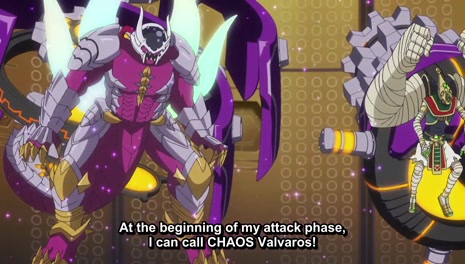 At the beginning of my attack phase,
I can call CHAOS Valvaros!